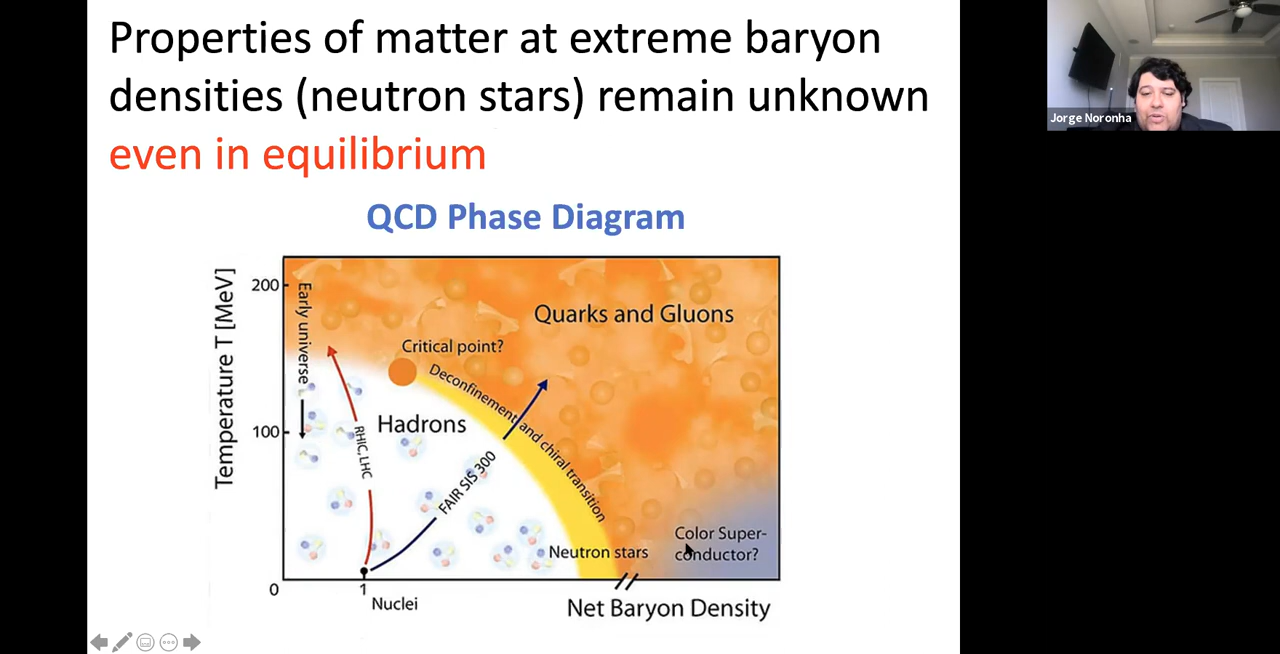 Properties of matter at extreme baryon
densities (neutron stars) remain unknown
even in equilibrium
Jorge Noronha
QCD Phase Diagram
Temperature T [MeV]
200
100
0
Early universe
Critical point?
Quarks and Gluons
Deconfinement and chiral transition
Hadrons
RHIC, LHC
FAIR SIS 300
Neutron stars
Color Super-
conductor?
1
Nuclei
Net Baryon Density